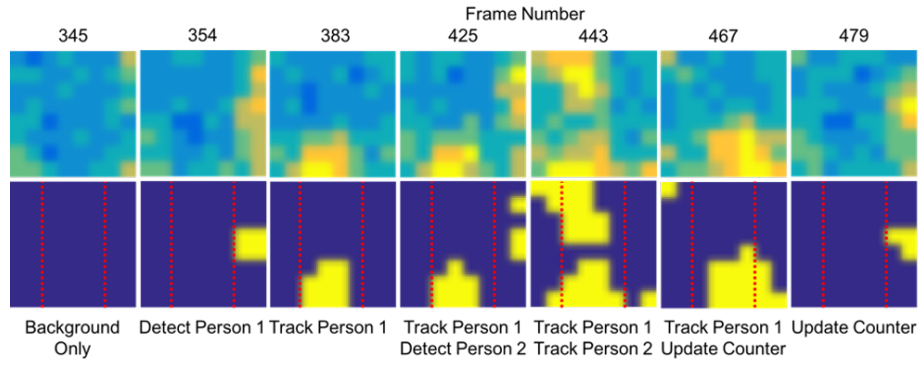 Frame Number
345 354 383 425 443 467 479
Background Only
Detect Person 1
Track Person 1
Track Person 1
Detect Person 2
Track Person 1
Track Person 2
Track Person 1
Update Counter
Update Counter